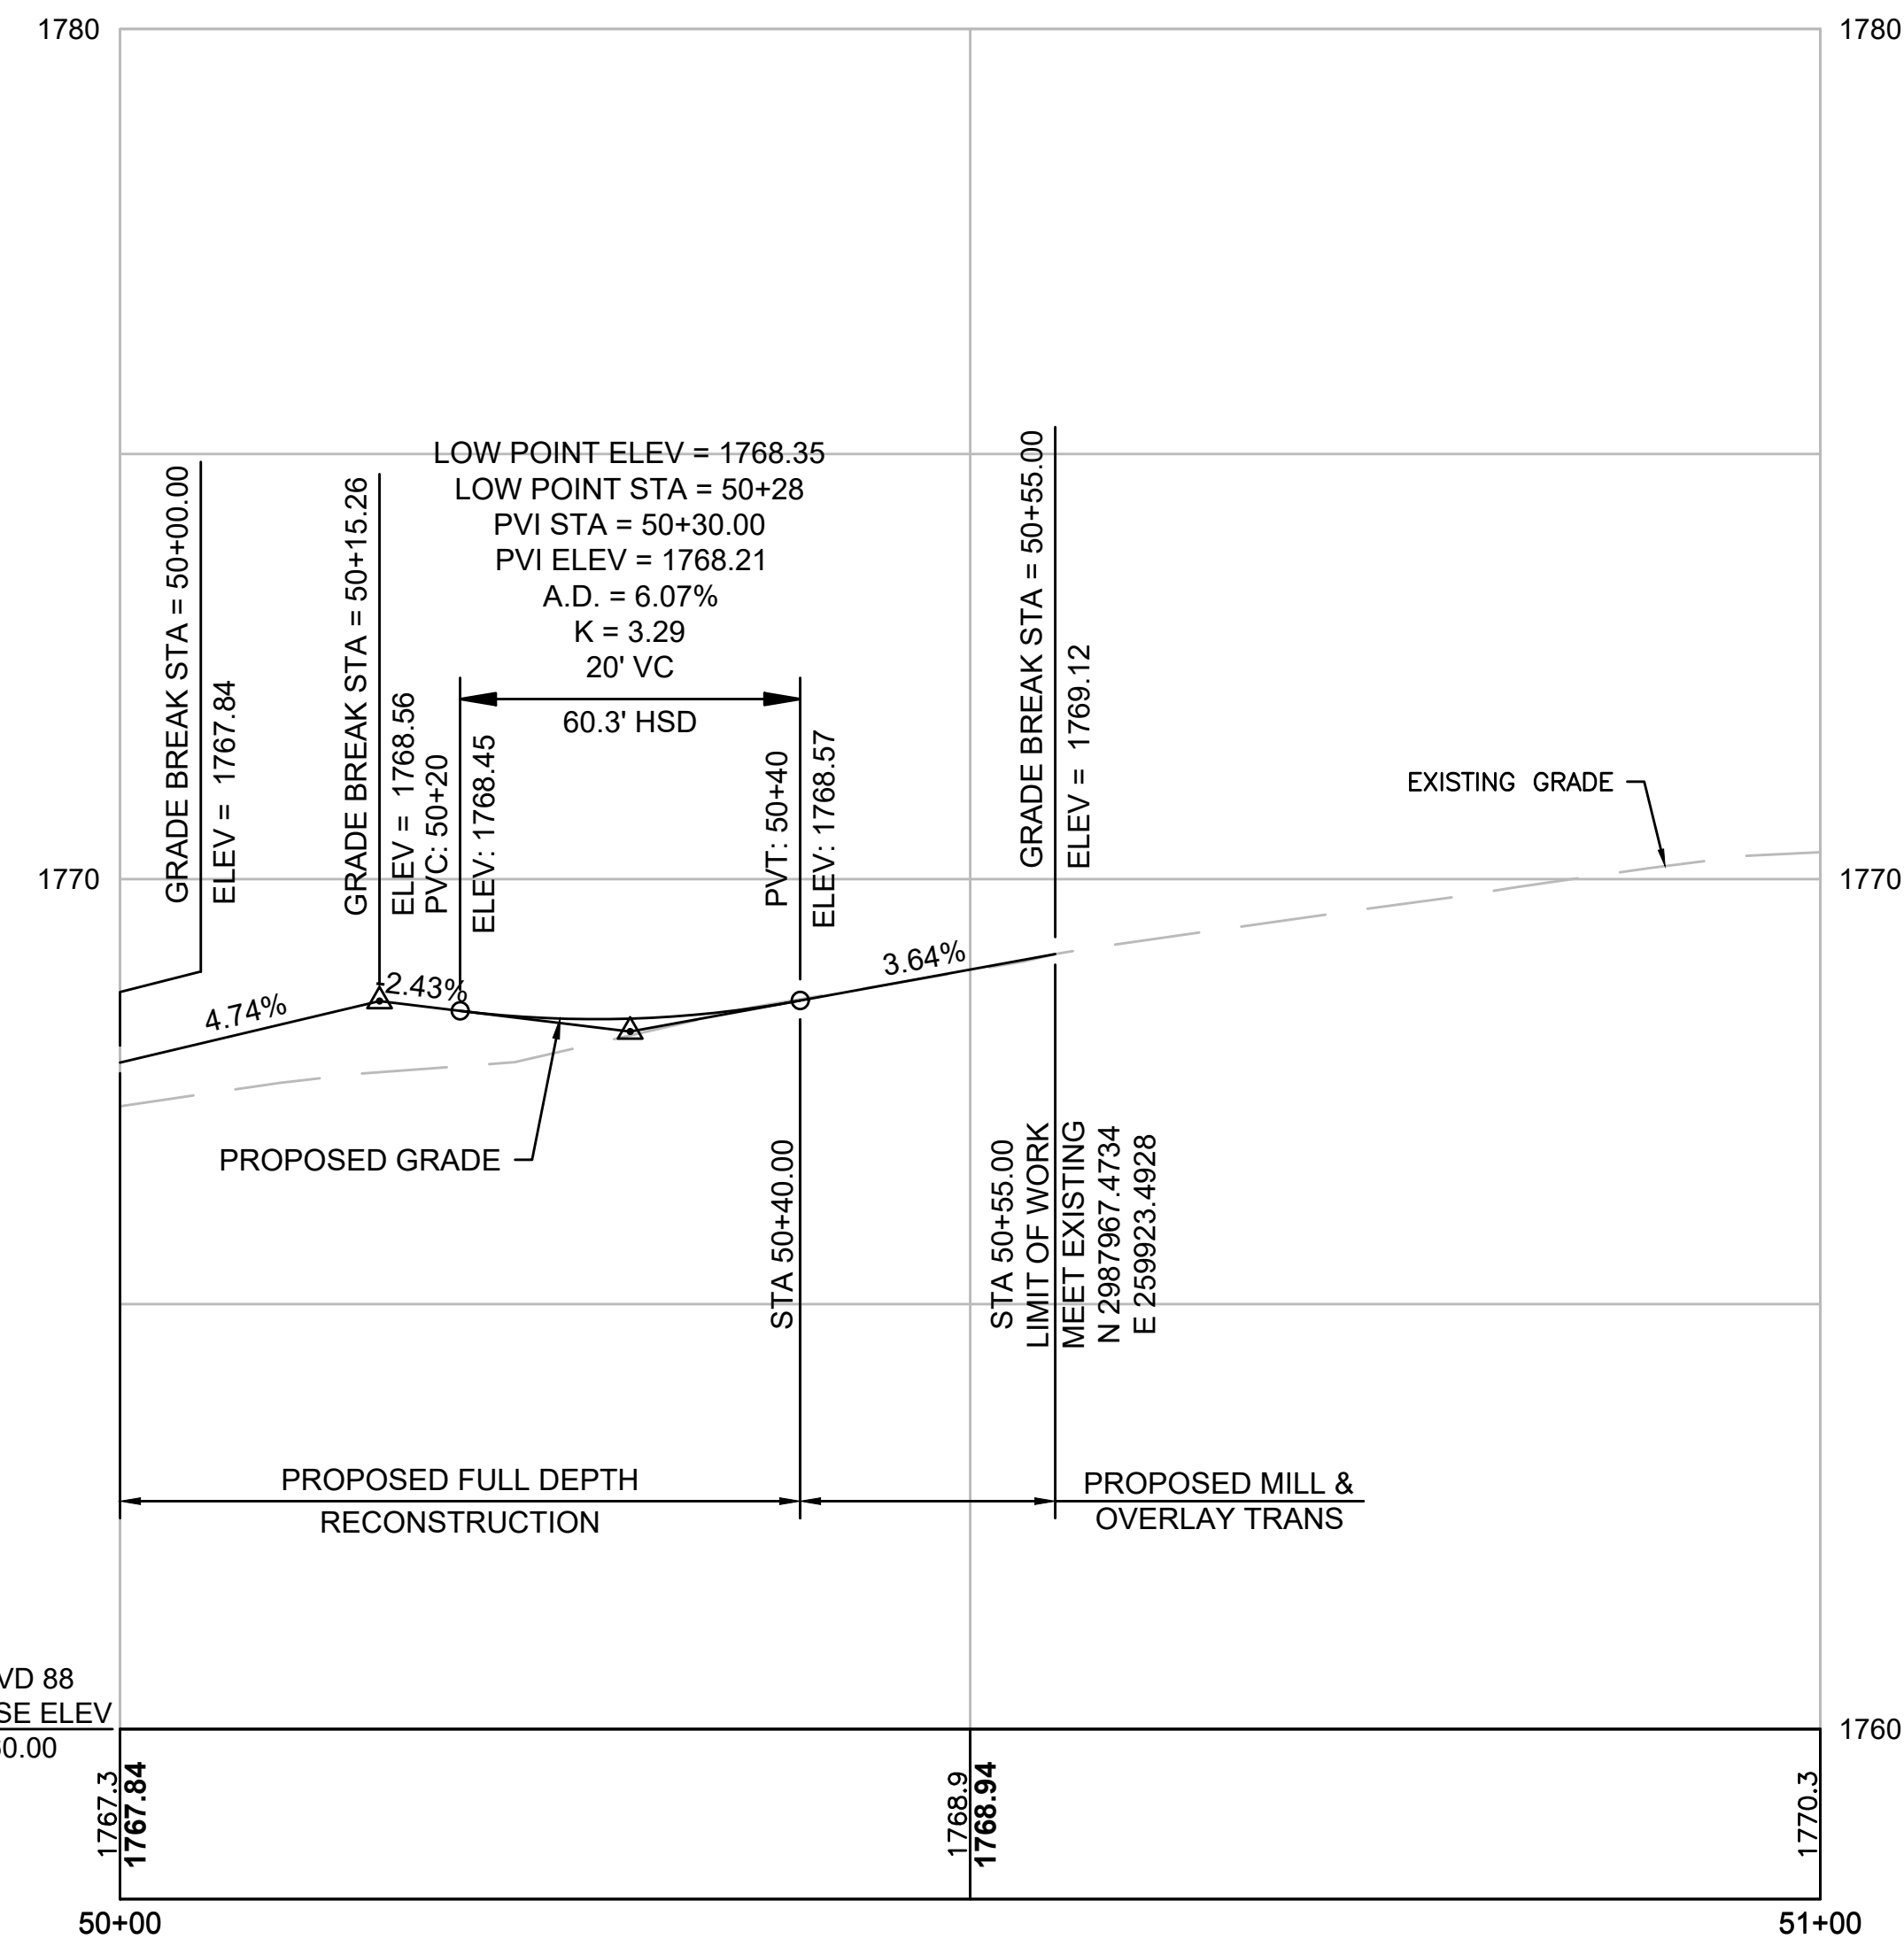 1780
1780
LOW POINT ELEV = 1768.35
LOW POINT STA = 50+28
PVI STA = 50+30.00
PVI ELEV = 1768.21
A.D. = 6.07%
K = 3.29
20' VC
60.3' HSD
GRADE BREAK STA = 50+00.00
ELEV = 1767.84
GRADE BREAK STA = 50+15.26
ELEV = 1768.56
PVC: 50+20
ELEV: 1768.45
PVT: 50+40
ELEV: 1768.57
GRADE BREAK STA = 50+55.00
ELEV = 1769.12
EXISTING GRADE
1770
1770
4.74%
-2.43%
3.64%
PROPOSED GRADE
STA 50+40.00
STA 50+55.00
LIMIT OF WORK
MEET EXISTING
N 2987967.4734
E 259923.4928
PROPOSED FULL DEPTH
RECONSTRUCTION
PROPOSED MILL &
OVERLAY TRANS
VD 88
SE ELEV
0.00
1760
1767.3
1767.84
1768.9
1768.94
1770.3
50+00
51+00